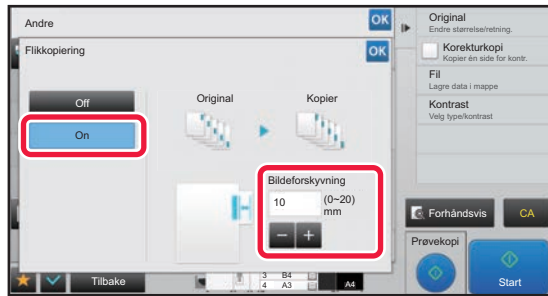 Andre
OK
Flikkopiering
OK
Off
On
Original
Kopier
Bildeforskyvning
10
(0~20)
mm
Original
Endre størrelse/retning.
Korekturkopi
Kopier én side for kontr.
Fil
Lagre data i mappe
Kontrast
Velg type/kontrast
Forhåndsvis
CA
Prøvekopi
Start
Tilbake
3 B4
4 A3
A4